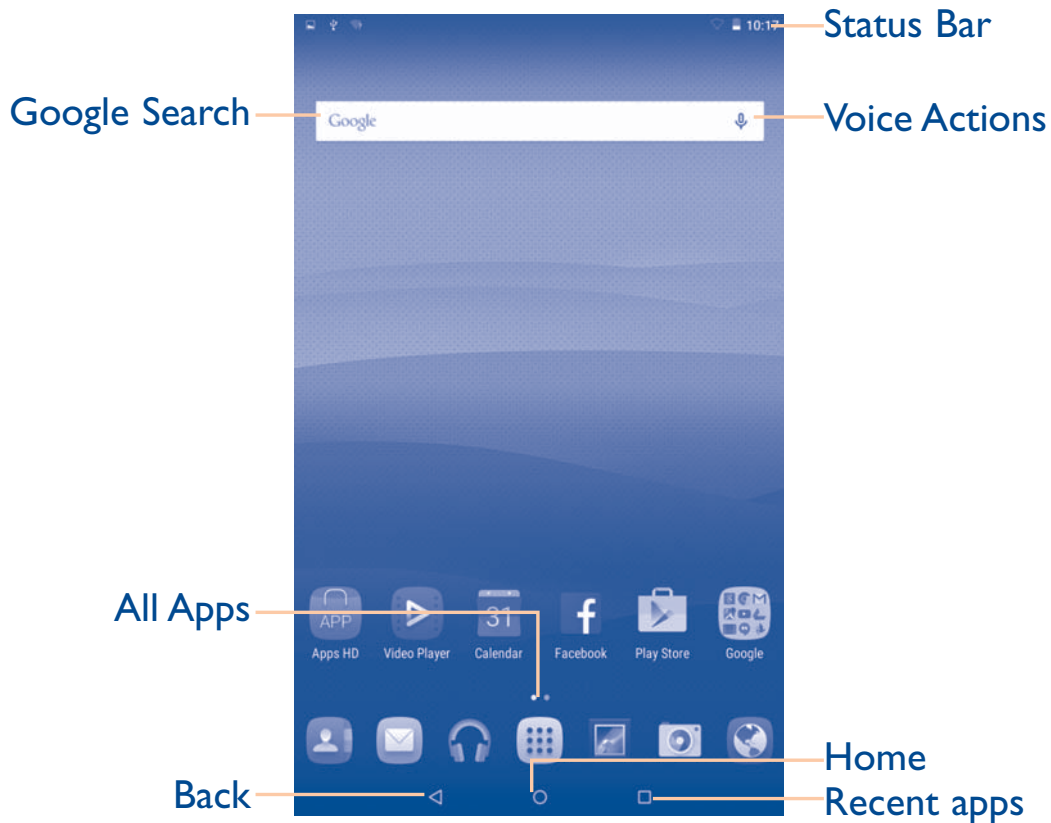 10:17
Status Bar
Google Search
Google
Voice Actions
All Apps
APP
31
f
M
Apps HD
Video Player
Calendar
Facebook
Play Store
Google
Home
Back
Recent apps